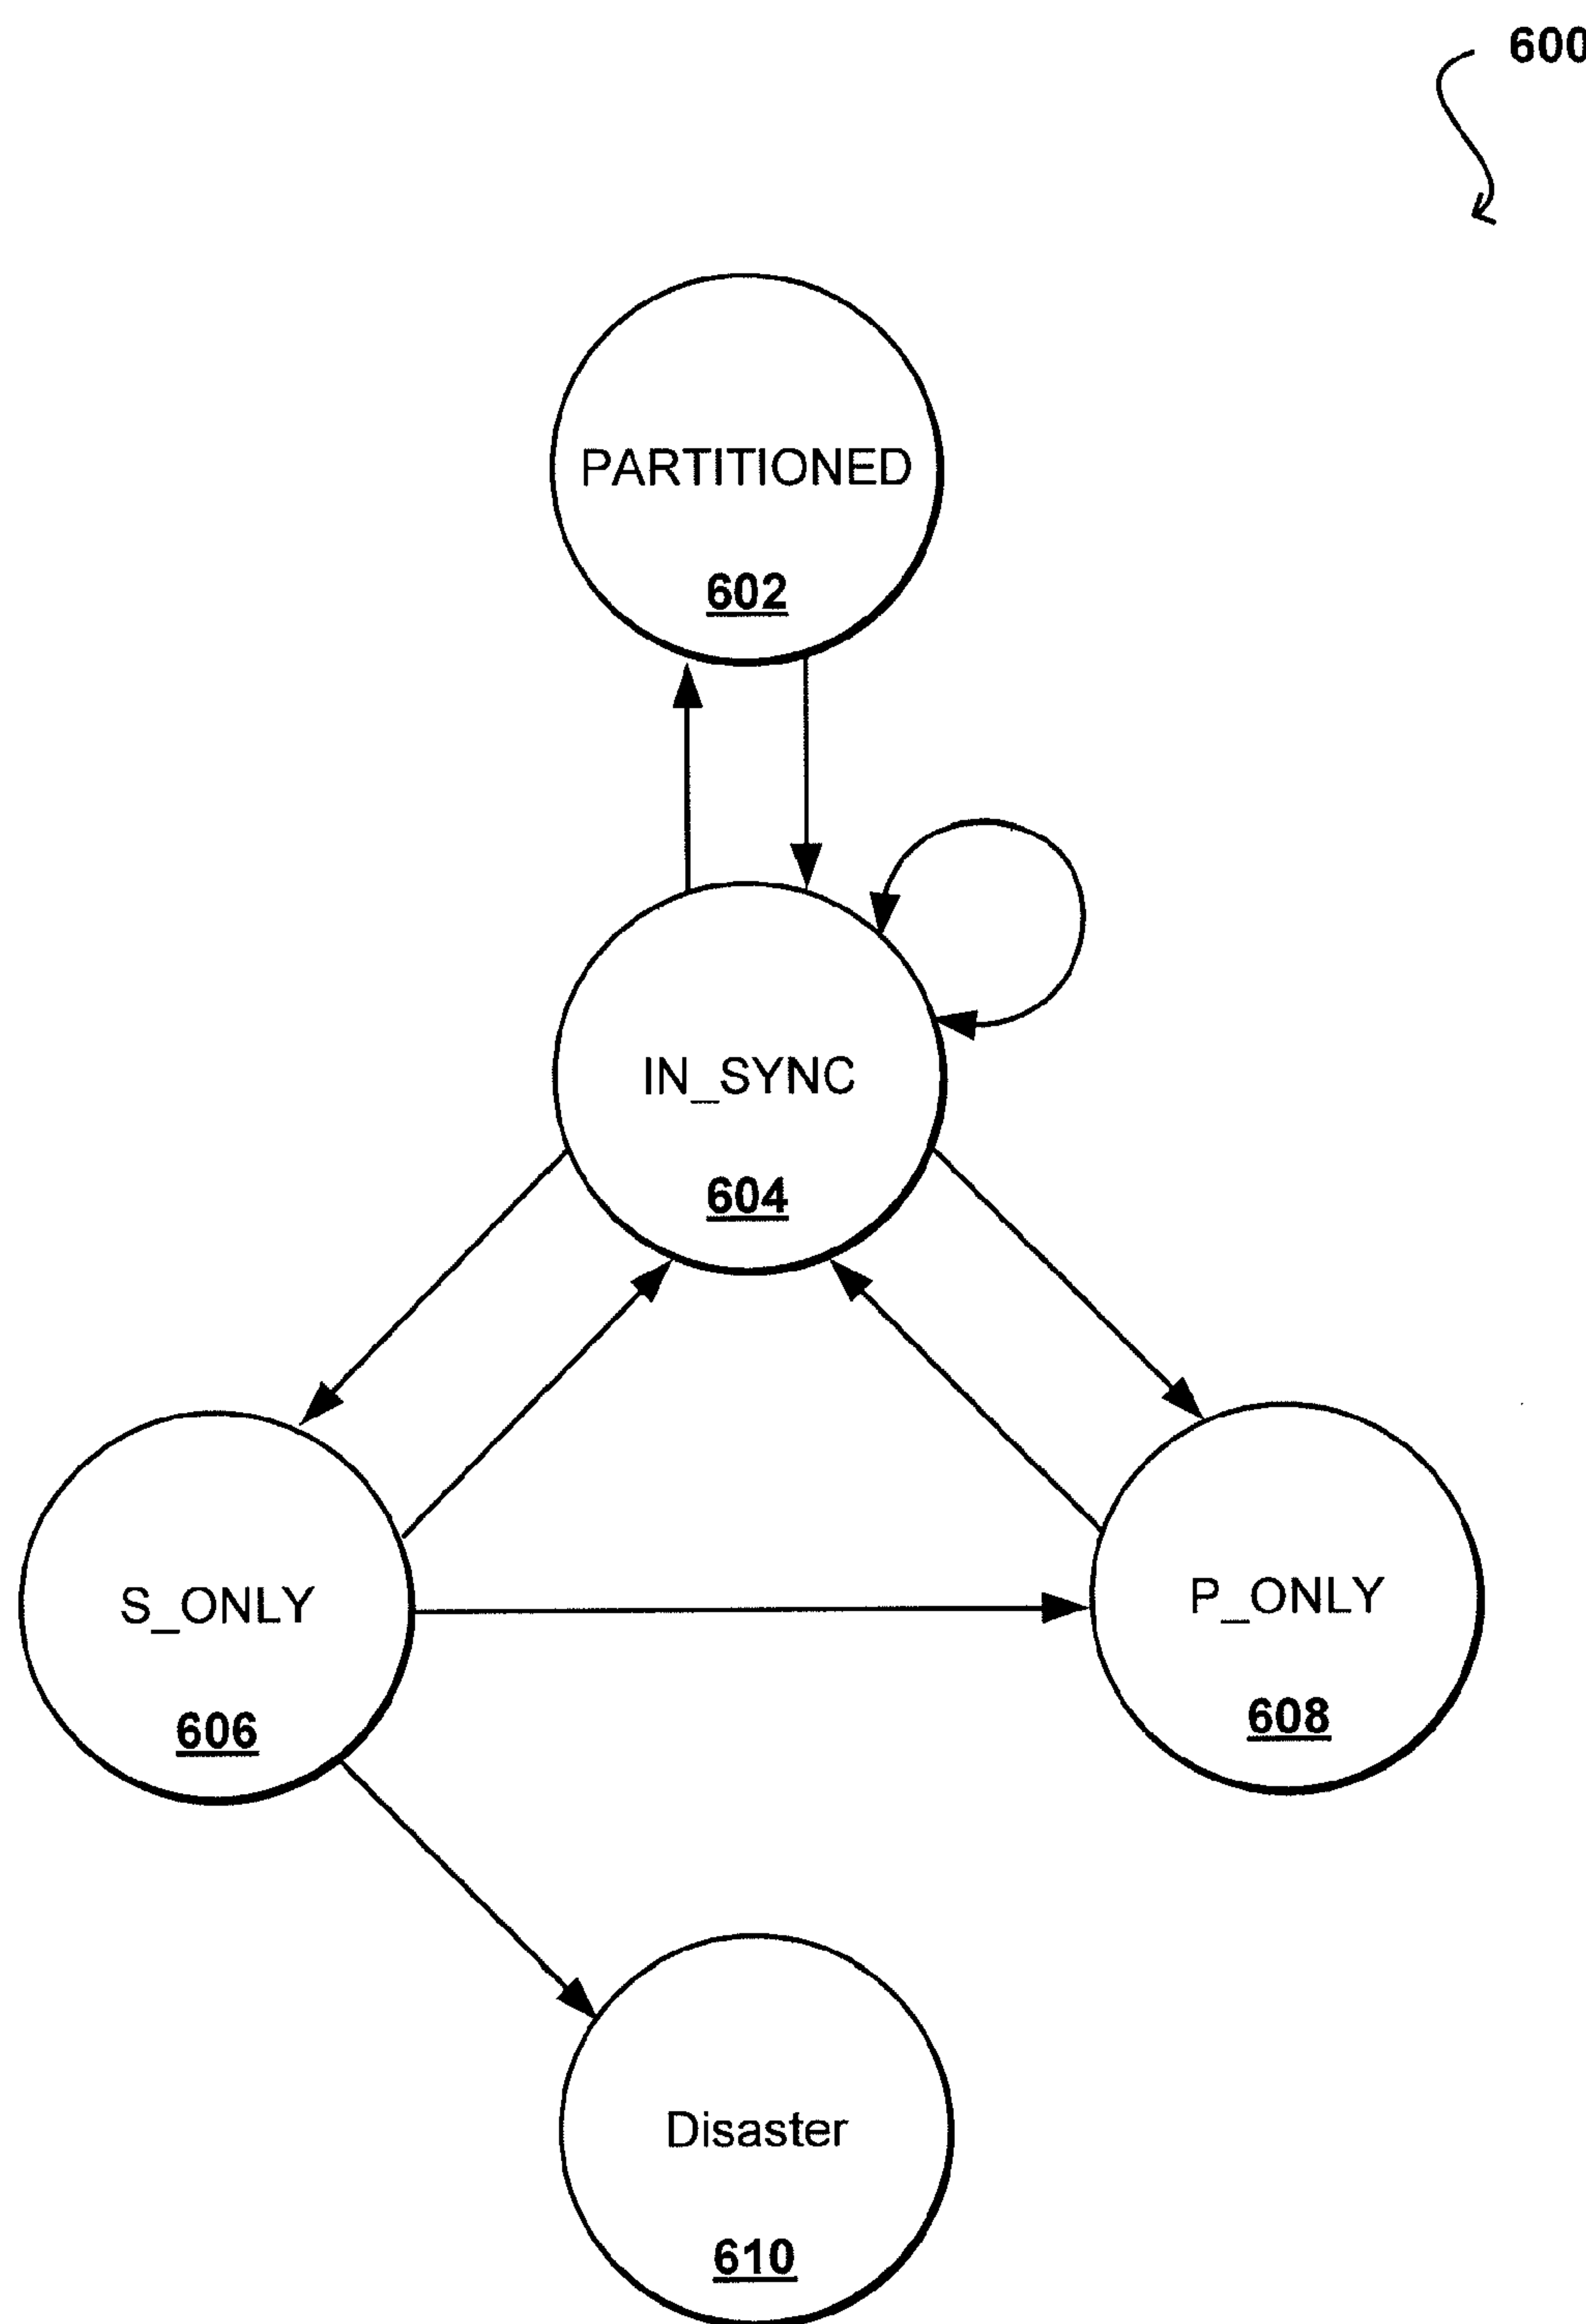 600
PARTITIONED
602
IN_SYNC
604
S_ONLY
606
P_ONLY
608
Disaster
610